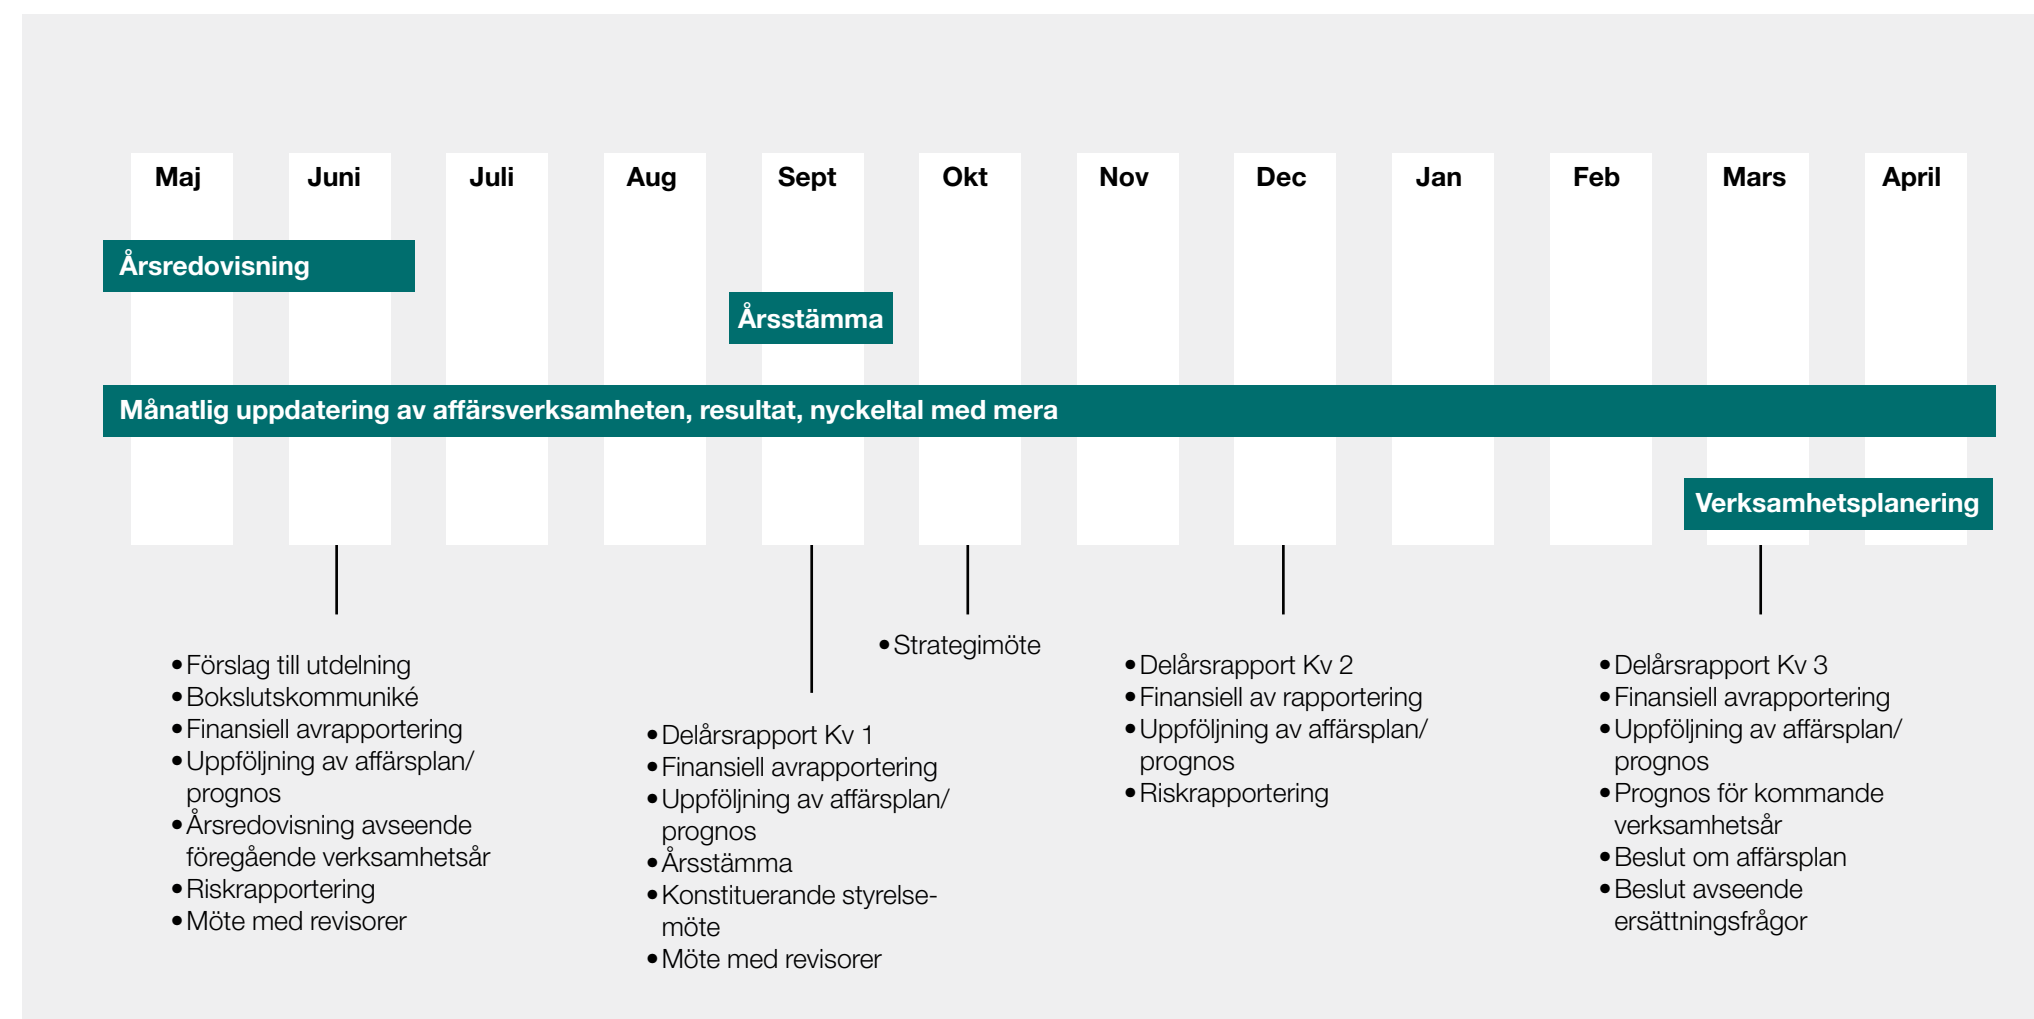 Maj Juni Juli Aug Sept Okt Nov Dec Jan Feb Mars April
Årsredovisning
Årsstämma
Månatlig uppdatering av affärsverksamheten, resultat, nyckeltal med mera
Verksamhetsplanering
•Förslag till utdelning
•Bokslutskommuniké
•Finansiell avrapportering
•Uppföljning av affärsplan/
prognos
•Årsredovisning avseende
föregående verksamhetsår
•Riskrapportering
•Möte med revisorer
•Delårsrapport Kv 1
•Finansiell avrapportering
•Uppföljning av affärsplan/
prognos
•Årsstämma
•Konstituerande styrelse-
möte
•Möte med revisorer
•Strategimöte
•Delårsrapport Kv 2
•Finansiell av rapportering
•Uppföljning av affärsplan/
prognos
•Riskrapportering
•Delårsrapport Kv 3
•Finansiell avrapportering
•Uppföljning av affärsplan/
prognos
•Prognos för kommande
verksamhetsår
•Beslut om affärsplan
•Beslut avseende
ersättningsfrågor